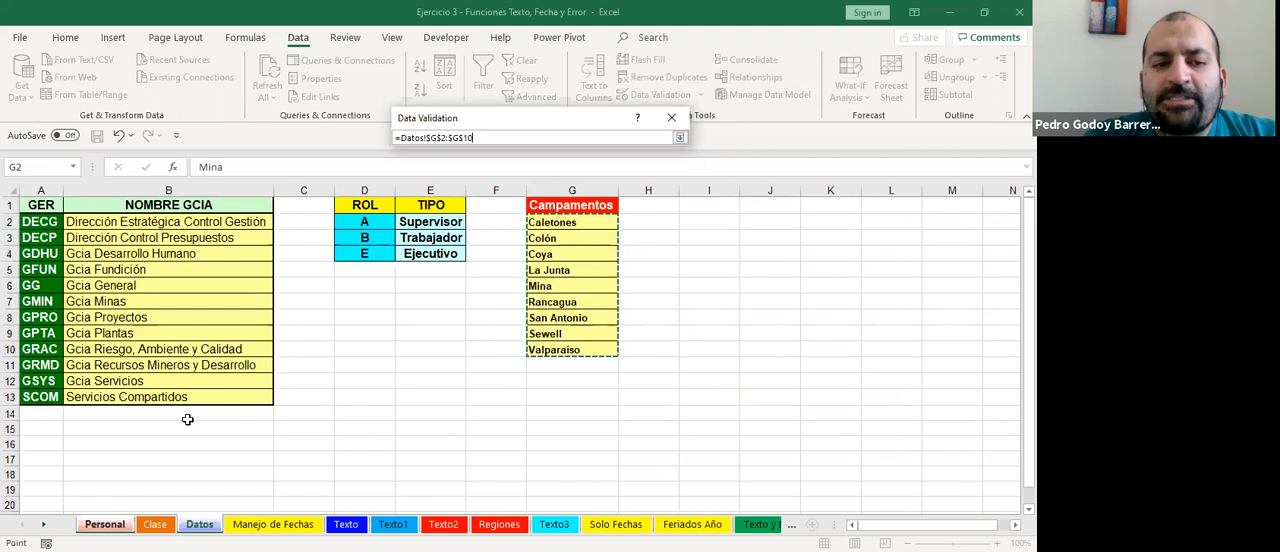 Ejercicio 3 - Funciones Texto, Fecha y Error - Excel
Sign in
File Home Insert Page Layout Formulas Data Review View Developer Help Power Pivot Search Share Comments
Get Data From Text/CSV From Web From Table/Range Recent Sources Existing Connections
Get & Transform Data
Refresh All Queries & Connections Properties Edit Links
Queries & Connections
Sort Filter Clear Reapply Advanced
Text to Columns Flash Fill Remove Duplicates Data Validation Consolidate Relationships Manage Data Model
What-If Analysis Forecast Sheet
Forecast
Group Ungroup
Outline
Data Validation ?
=Datos!$G$2:$G$10
AutoSave Off
G2 fx Mina
A B C D E F G H I J K L M N
1 GER NOMBRE GCIA ROL TIPO Campamentos
2 DECG Dirección Estratégica Control Gestión A Supervisor Caletones
3 DECP Dirección Control Presupuestos B Trabajador Colón
4 GDHU Gcia Desarrollo Humano E Ejecutivo Coya
5 GFUN Gcia Fundición La Junta
6 GG Gcia General Mina
7 GMIN Gcia Minas Rancagua
8 GPRO Gcia Proyectos San Antonio
9 GPTA Gcia Plantas Sewell
10 GRAC Gcia Riesgo, Ambiente y Calidad Valparaíso
11 GRMD Gcia Recursos Mineros y Desarrollo
12 GSYS Gcia Servicios
13 SCOM Servicios Compartidos
14
15
16
17
18
19
20
Personal Clase Datos Manejo de Fechas Texto Texto1 Texto2 Regiones Texto3 Solo Fechas Feriados Año Texto y ...
Point 100%
Pedro Godoy Barrer...